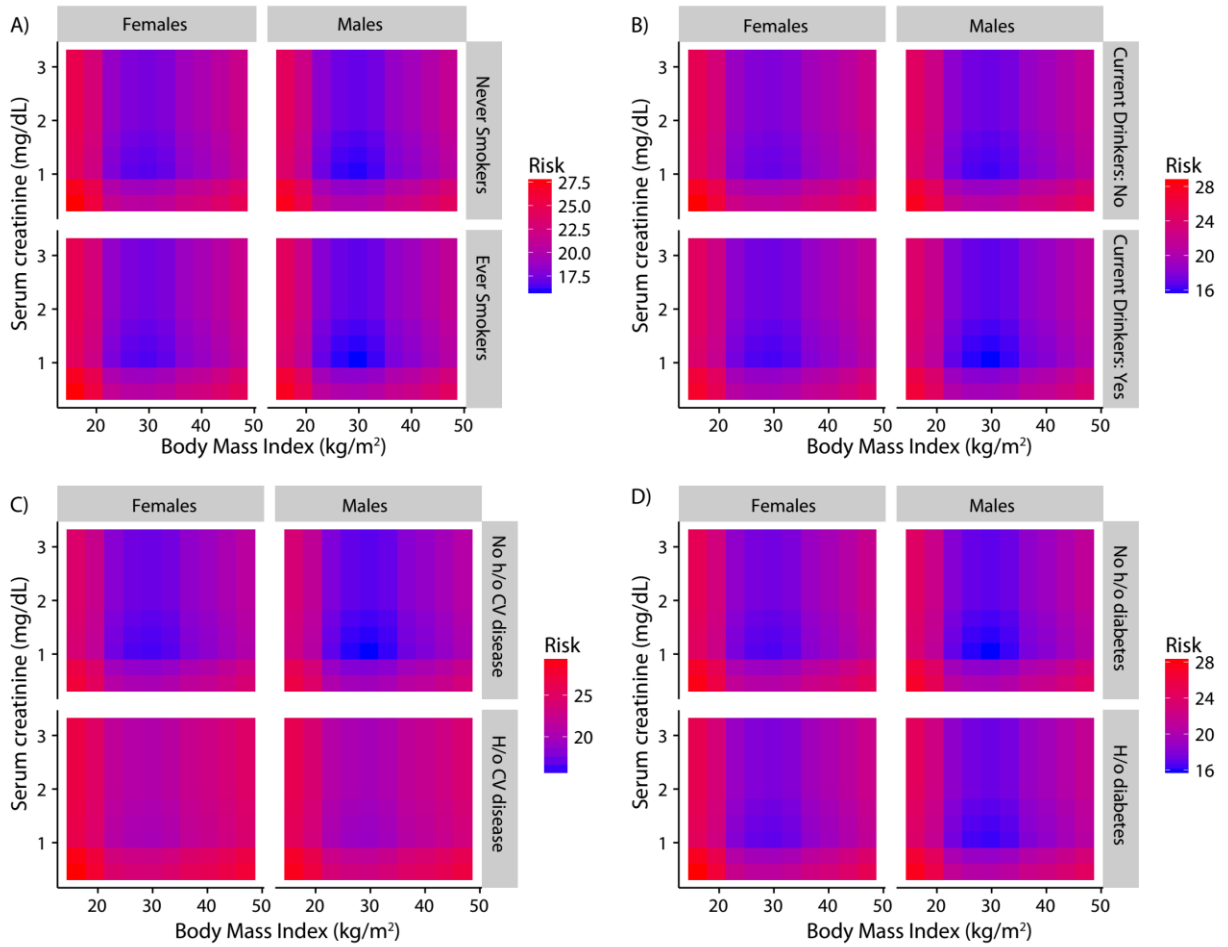 A)
Females
Males
Serum creatinine (mg/dL)
3
2
1
3
2
1
Never Smokers
Ever Smokers
Risk
27.5
25.0
22.5
20.0
17.5
20
30
40
50
20
30
40
50
Body Mass Index (kg/m²)
B)
Females
Males
Serum creatinine (mg/dL)
3
2
1
3
2
1
Current Drinkers: No
Current Drinkers: Yes
Risk
28
24
20
16
20
30
40
50
20
30
40
50
Body Mass Index (kg/m²)
C)
Females
Males
Serum creatinine (mg/dL)
3
2
1
3
2
1
No h/o CV disease
H/o CV disease
Risk
25
20
20
30
40
50
20
30
40
50
Body Mass Index (kg/m²)
D)
Females
Males
Serum creatinine (mg/dL)
3
2
1
3
2
1
No h/o diabetes
H/o diabetes
Risk
28
24
20
16
20
30
40
50
20
30
40
50
Body Mass Index (kg/m²)